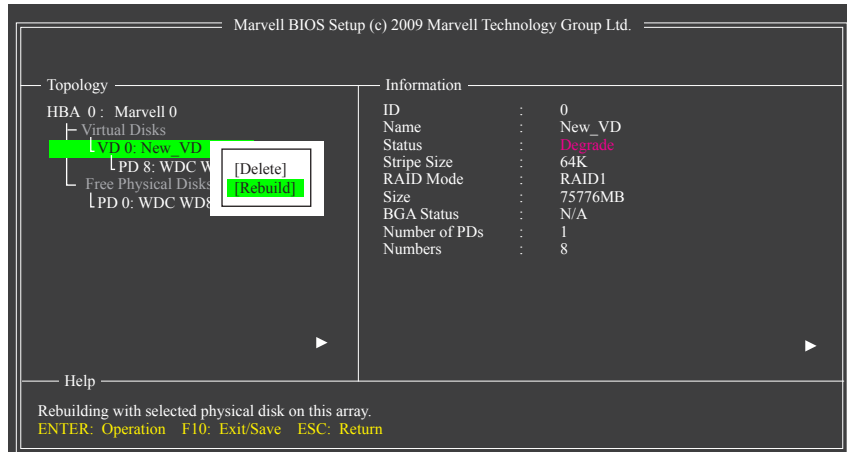 Marvell BIOS Setup (c) 2009 Marvell Technology Group Ltd.
Topology
HBA 0 : Marvell 0
Virtual Disks
VD 0: New_VD
PD 8: WDC W
Free Physical Disks
PD 0: WDC WD8
[Delete]
[Rebuild]
Information
ID : 0
Name : New_VD
Status : Degrade
Stripe Size : 64K
RAID Mode : RAID1
Size : 75776MB
BGA Status : N/A
Number of PDs : 1
Numbers : 8
Help
Rebuilding with selected physical disk on this array.
ENTER: Operation F10: Exit/Save ESC: Return